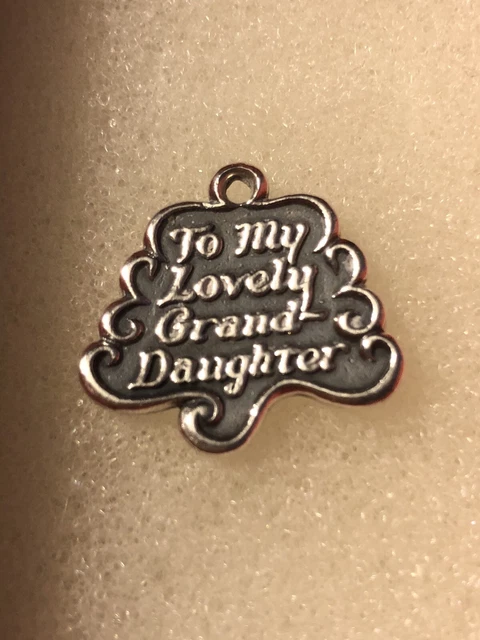 To My
Lovely
Grand-
Daughter